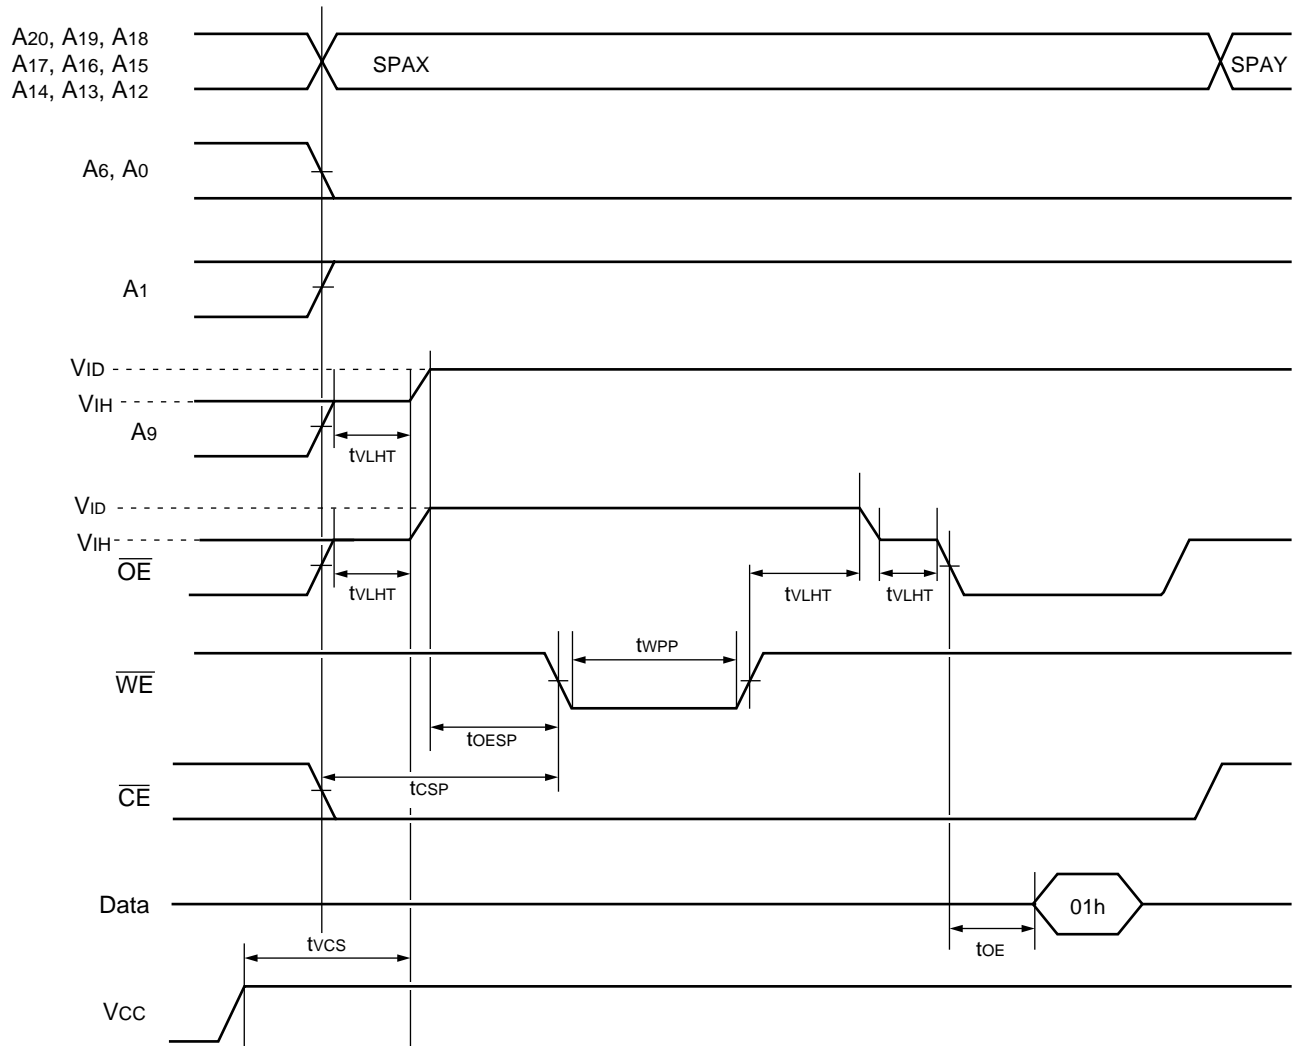 A20, A19, A18
A17, A16, A15
A14, A13, A12
SPAX
SPAY
A6, A0
A1
VID
VIH
A9
tVLHT
VID
VIH
OE
tVLHT
tVLHT
tVLHT
tWPP
WE
tOESP
tCSP
CE
Data
01h
tVCS
tOE
VCC